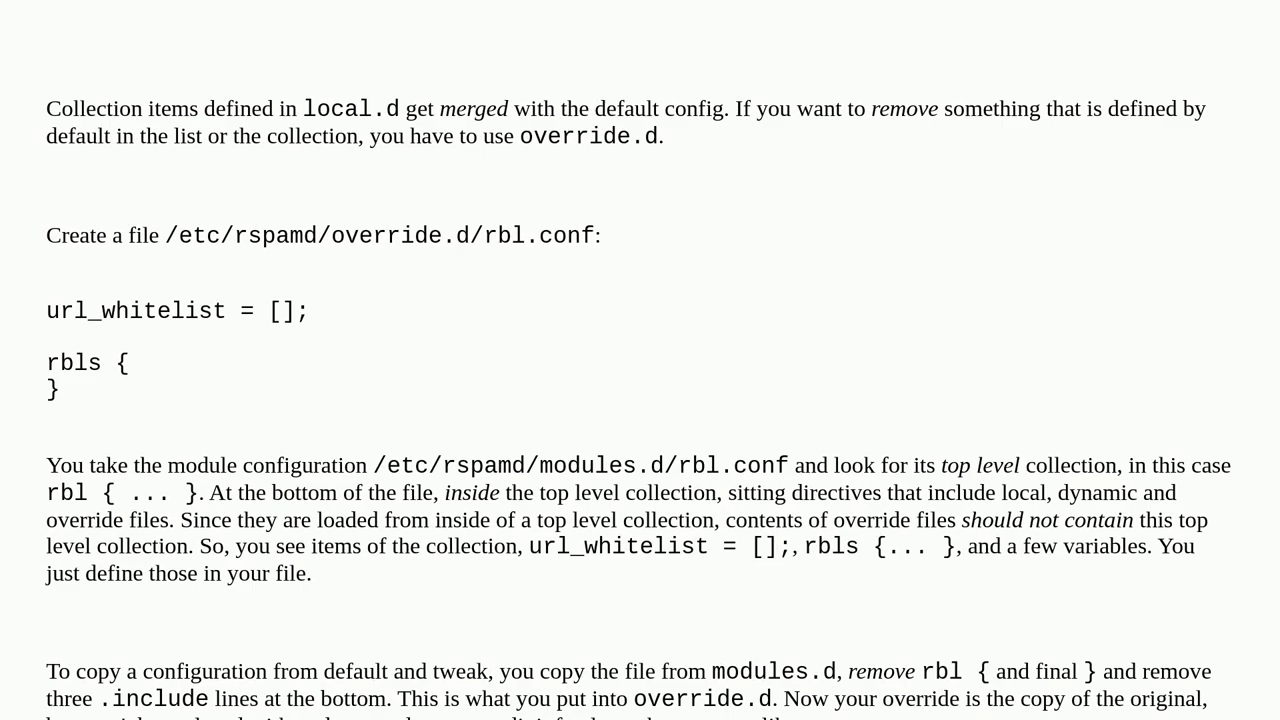 Collection items defined in local.d get merged with the default config. If you want to remove something that is defined by
default in the list or the collection, you have to use override.d.
Create a file /etc/rspamd/override.d/rbl.conf:
url_whitelist = [];
rbls {
}
You take the module configuration /etc/rspamd/modules.d/rbl.conf and look for its top level collection, in this case
rbl { ... }. At the bottom of the file, inside the top level collection, sitting directives that include local, dynamic and
override files. Since they are loaded from inside of a top level collection, contents of override files should not contain this top
level collection. So, you see items of the collection, url_whitelist = [];, rbls {... }, and a few variables. You
just define those in your file.
To copy a configuration from default and tweak, you copy the file from modules.d, remove rbl { and final } and remove
three .include lines at the bottom. This is what you put into override.d. Now your override is the copy of the original,